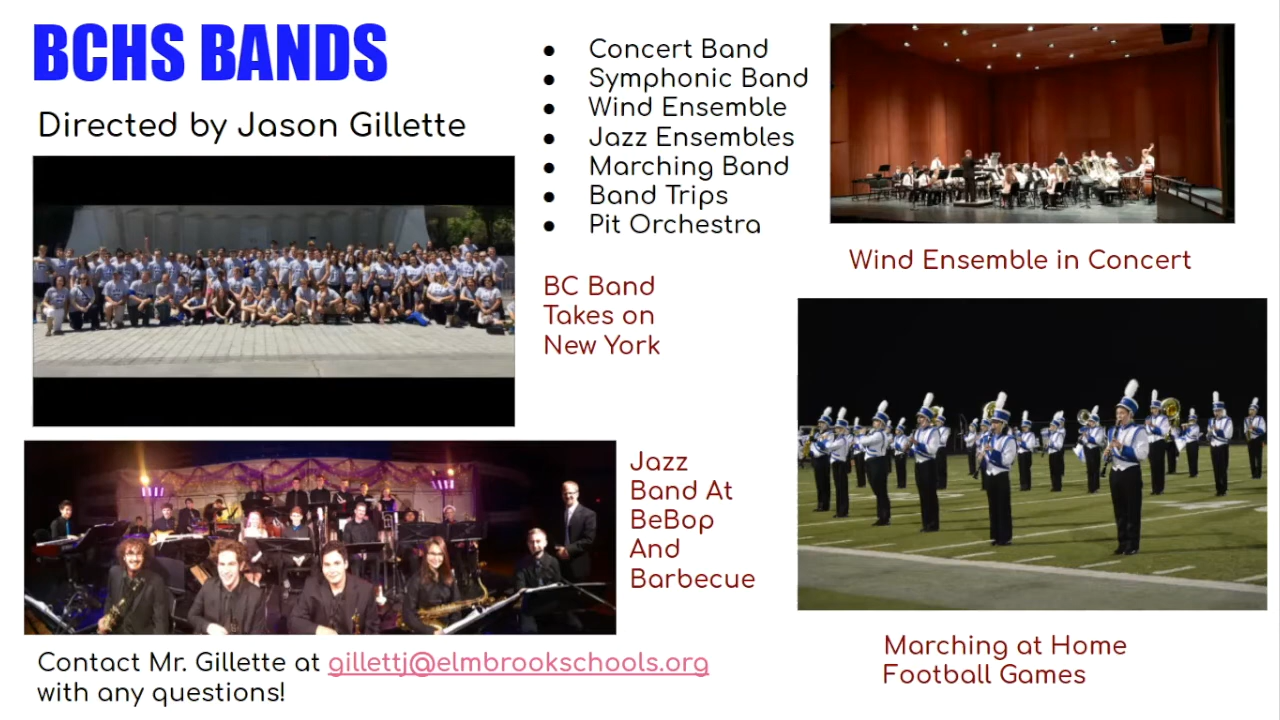 BCHS BANDS
Directed by Jason Gillette
● Concert Band
● Symphonic Band
● Wind Ensemble
● Jazz Ensembles
● Marching Band
● Band Trips
● Pit Orchestra
Wind Ensemble in Concert
BC Band
Takes on
New York
Jazz
Band At
BeBop
And
Barbecue
Marching at Home
Football Games
Contact Mr. Gillette at gillettj@elmbrookschools.org
with any questions!